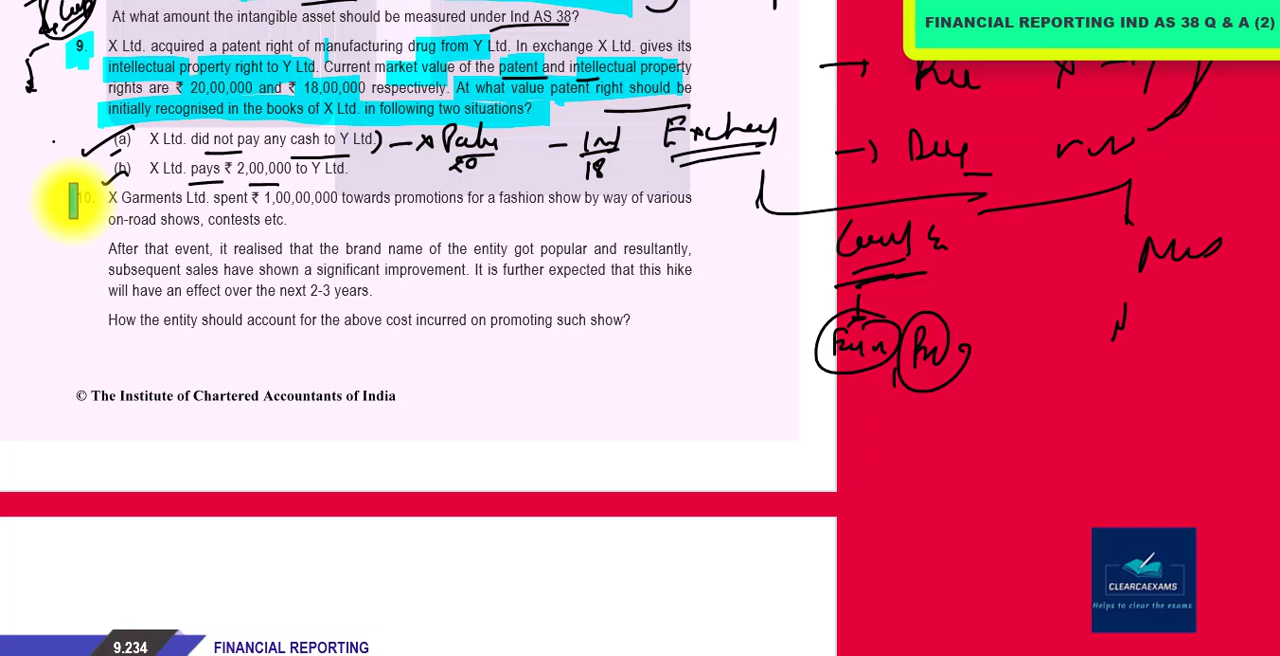 FINANCIAL REPORTING IND AS 38 Q & A (2)
At what amount the intangible asset should be measured under Ind AS 38?
9. X Ltd. acquired a patent right of manufacturing drug from Y Ltd. In exchange X Ltd. gives its
intellectual property right to Y Ltd. Current market value of the patent and intellectual property
rights are ₹ 20,00,000 and ₹ 18,00,000 respectively. At what value patent right should be
initially recognised in the books of X Ltd. in following two situations?
(a) X Ltd. did not pay any cash to Y Ltd.
20
18
(b) X Ltd. pays ₹ 2,00,000 to Y Ltd.
10. X Garments Ltd. spent ₹ 1,00,00,000 towards promotions for a fashion show by way of various
on-road shows, contests etc.
After that event, it realised that the brand name of the entity got popular and resultantly,
subsequent sales have shown a significant improvement. It is further expected that this hike
will have an effect over the next 2-3 years.
How the entity should account for the above cost incurred on promoting such show?
© The Institute of Chartered Accountants of India
CLEARCAEXAMS
Helps to clear the exams
9.234 FINANCIAL REPORTING